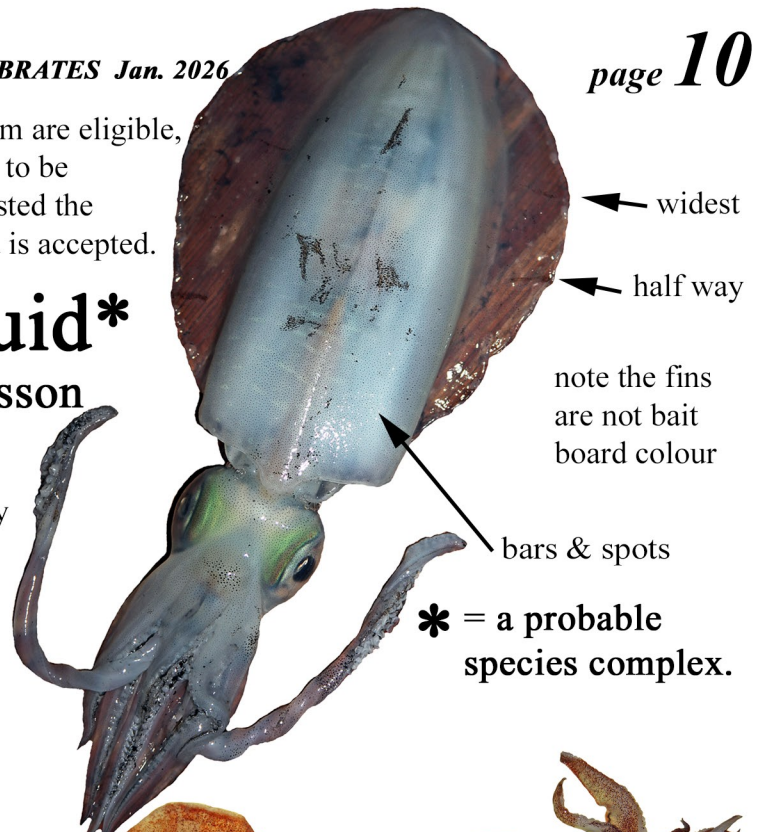 BRATES Jan. 2026
page 10
m are eligible,
to be
sted the
is accepted.
widest
half way
uid*
sson
note the fins
are not bait
board colour
y
bars & spots
* = a probable
species complex.